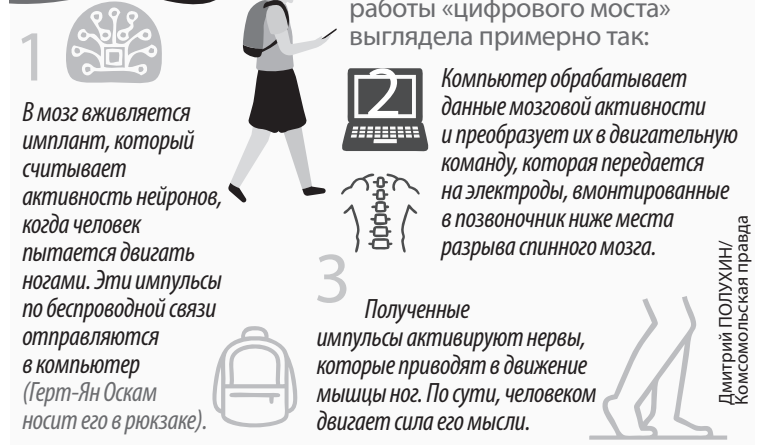 работы «цифрового моста»
выглядела примерно так:
1
В мозг вживляется
имплант, который
считывает
активность нейронов,
когда человек
пытается двигать
ногами. Эти импульсы
по беспроводной связи
отправляются
в компьютер
(Герт-Ян Оскам
носит его в рюкзаке).
2
Компьютер обрабатывает
данные мозговой активности
и преобразует их в двигательную
команду, которая передается
на электроды, вмонтированные
в позвоночник ниже места
разрыва спинного мозга.
3
Полученные
импульсы активируют нервы,
которые приводят в движение
мышцы ног. По сути, человеком
двигает сила его мысли.
Дмитрий ПОЛУХИН/
Комсомольская правда